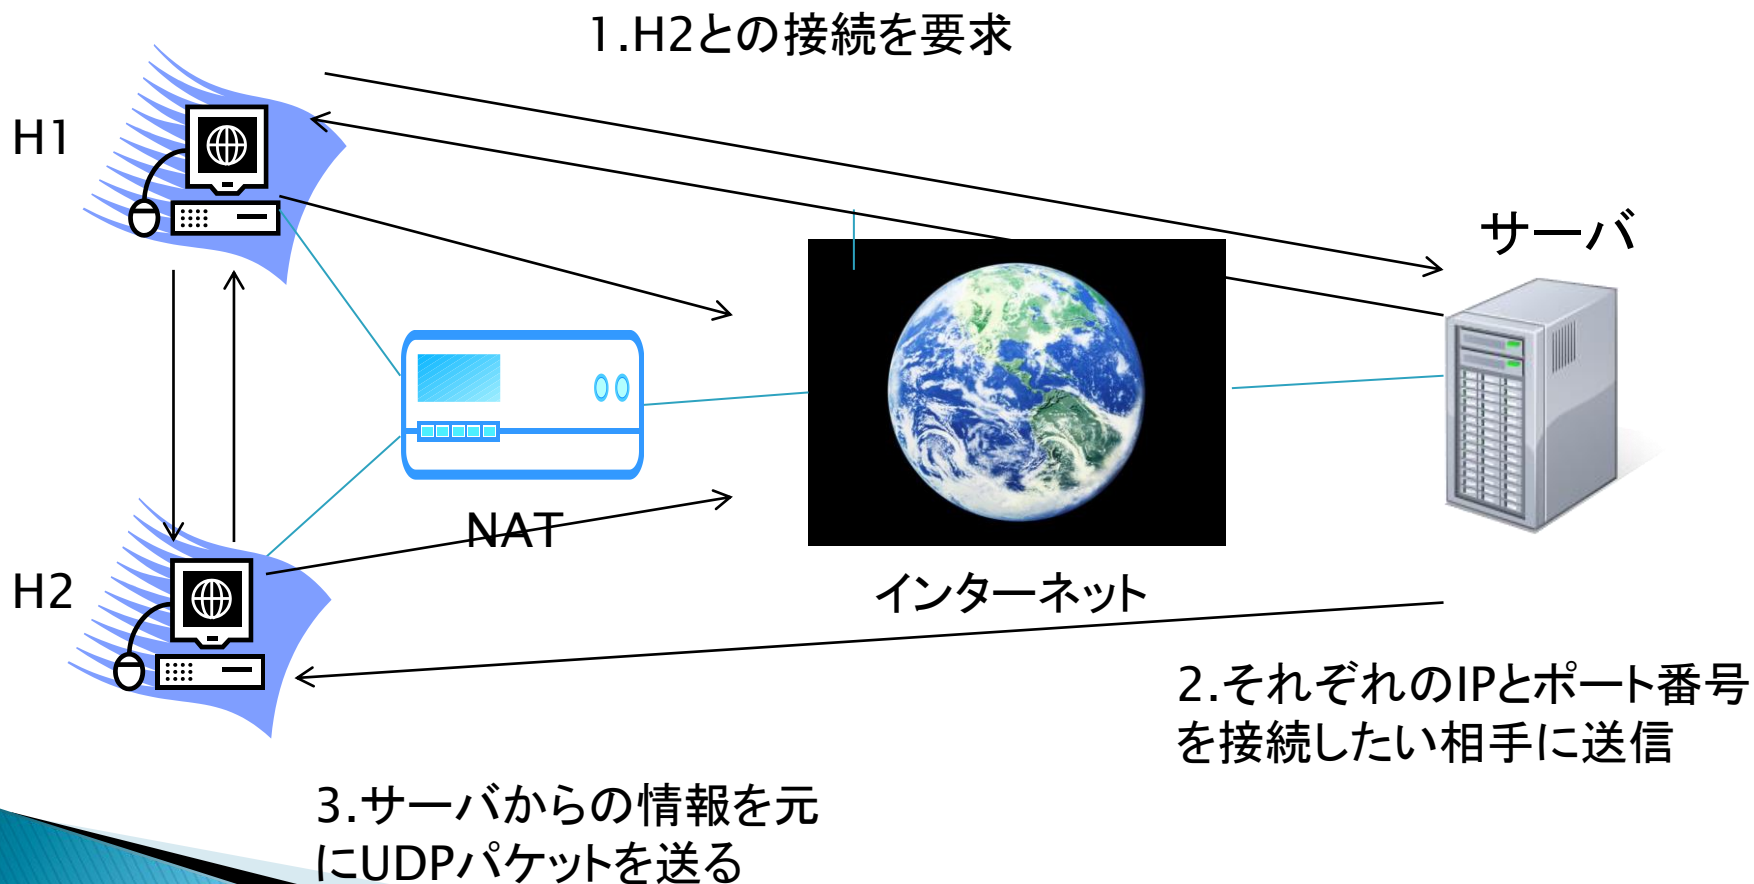 1.H2との接続を要求
H1
サーバ
NAT
H2
インターネット
2.それぞれのIPとポート番号
を接続したい相手に送信
3.サーバからの情報を元
にUDPパケットを送る